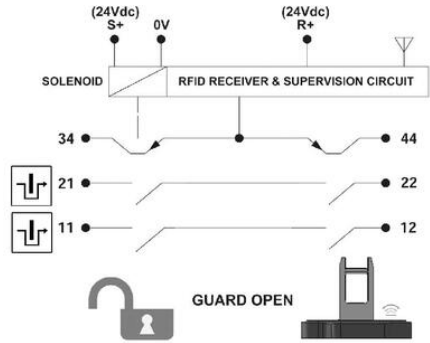 (24Vdc) (24Vdc)
S+ 0V R+
SOLENOID RFID RECEIVER & SUPERVISION CIRCUIT
34 44
21 22
11 12
GUARD OPEN